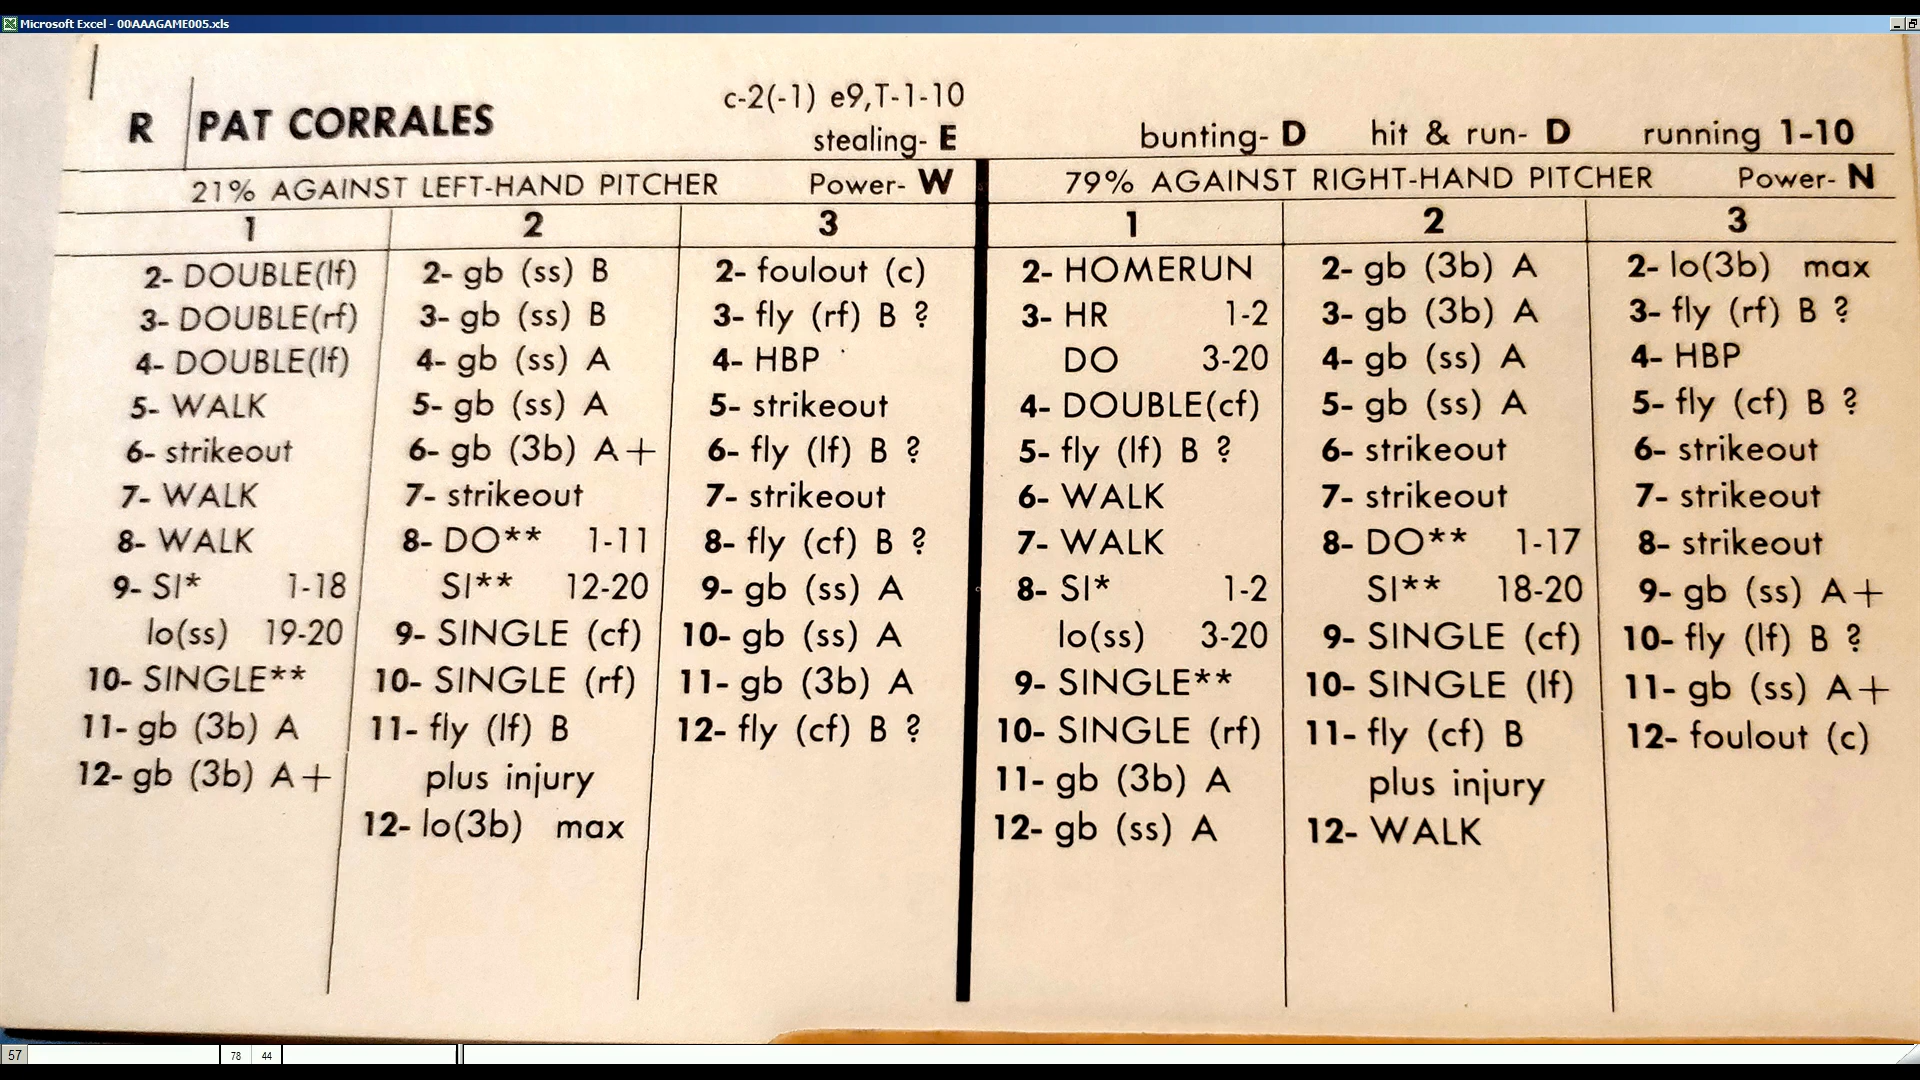 Microsoft Excel - 00AAAGAME005.xls
R PAT CORRALES
c-2(-1) e9,T-1-10
stealing- E
bunting- D hit & run- D running 1-10
21% AGAINST LEFT-HAND PITCHER Power- W
1
2- DOUBLE(lf)
3- DOUBLE(rf)
4- DOUBLE(lf)
5- WALK
6- strikeout
7- WALK
8- WALK
9- SI* 1-18
lo(ss) 19-20
10- SINGLE**
11- gb (3b) A
12- gb (3b) A+
2
2- gb (ss) B
3- gb (ss) B
4- gb (ss) A
5- gb (ss) A
6- gb (3b) A+
7- strikeout
8- DO** 1-11
SI** 12-20
9- SINGLE (cf)
10- SINGLE (rf)
11- fly (lf) B
plus injury
12- lo(3b) max
3
2- foulout (c)
3- fly (rf) B ?
4- HBP
5- strikeout
6- fly (lf) B ?
7- strikeout
8- fly (cf) B ?
9- gb (ss) A
10- gb (ss) A
11- gb (3b) A
12- fly (cf) B ?
79% AGAINST RIGHT-HAND PITCHER Power- N
1
2- HOMERUN
3- HR 1-2
DO 3-20
4- DOUBLE(cf)
5- fly (lf) B ?
6- WALK
7- WALK
8- SI* 1-2
lo(ss) 3-20
9- SINGLE**
10- SINGLE (rf)
11- gb (3b) A
12- gb (ss) A
2
2- gb (3b) A
3- gb (3b) A
4- gb (ss) A
5- gb (ss) A
6- strikeout
7- strikeout
8- DO** 1-17
SI** 18-20
9- SINGLE (cf)
10- SINGLE (lf)
11- fly (cf) B
plus injury
12- WALK
3
2- lo(3b) max
3- fly (rf) B ?
4- HBP
5- fly (cf) B ?
6- strikeout
7- strikeout
8- strikeout
9- gb (ss) A+
10- fly (lf) B ?
11- gb (ss) A+
12- foulout (c)
57 78 44